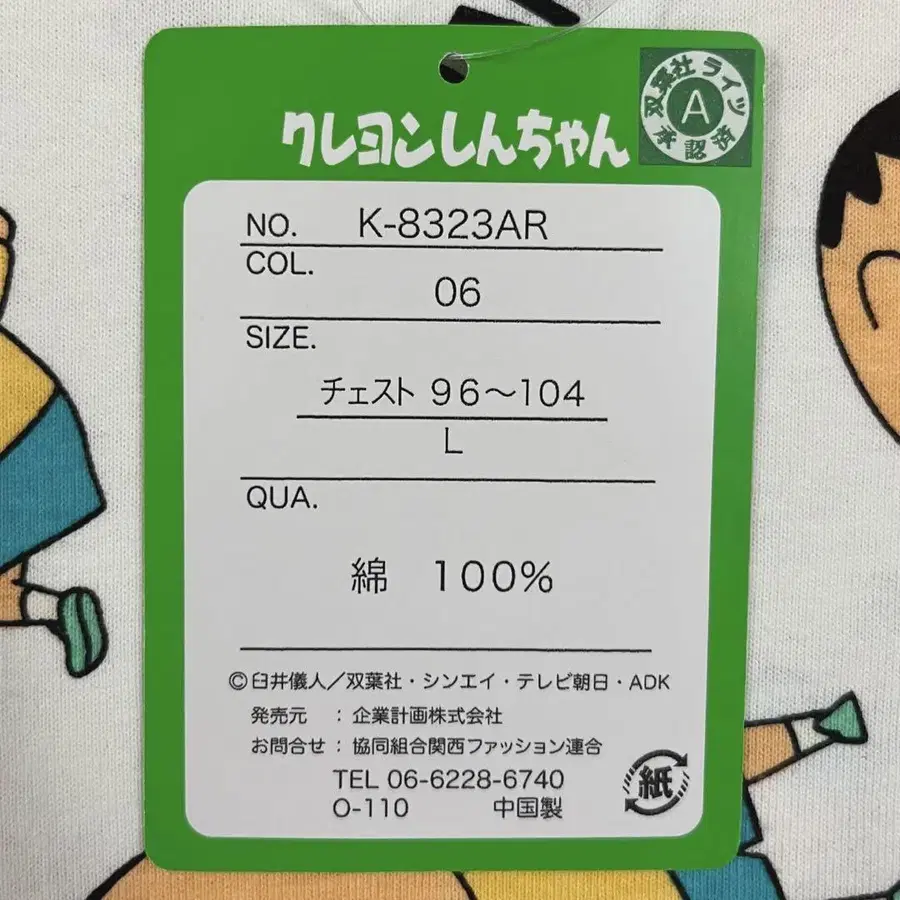 クレヨンしんちゃん
双葉社ライツ
A
承認済
NO. K-8323AR
COL.
06
SIZE.
チェスト 96～104
L
QUA.
綿 100%
©臼井儀人／双葉社・シンエイ・テレビ朝日・ADK
発売元 ：企業計画株式会社
お問合せ：協同組合関西ファッション連合
TEL 06-6228-6740
O-110 中国製
紙